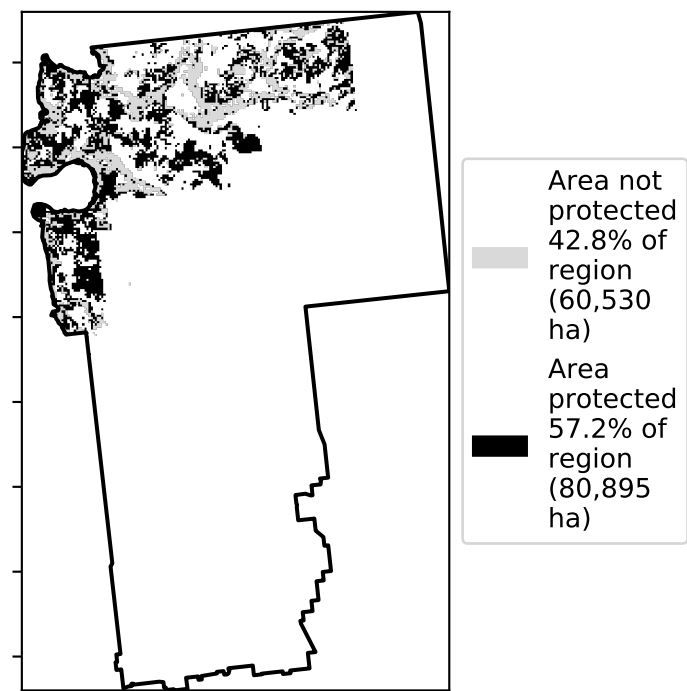 Area not
protected
42.8% of
region
(60,530
ha)
Area
protected
57.2% of
region
(80,895
ha)